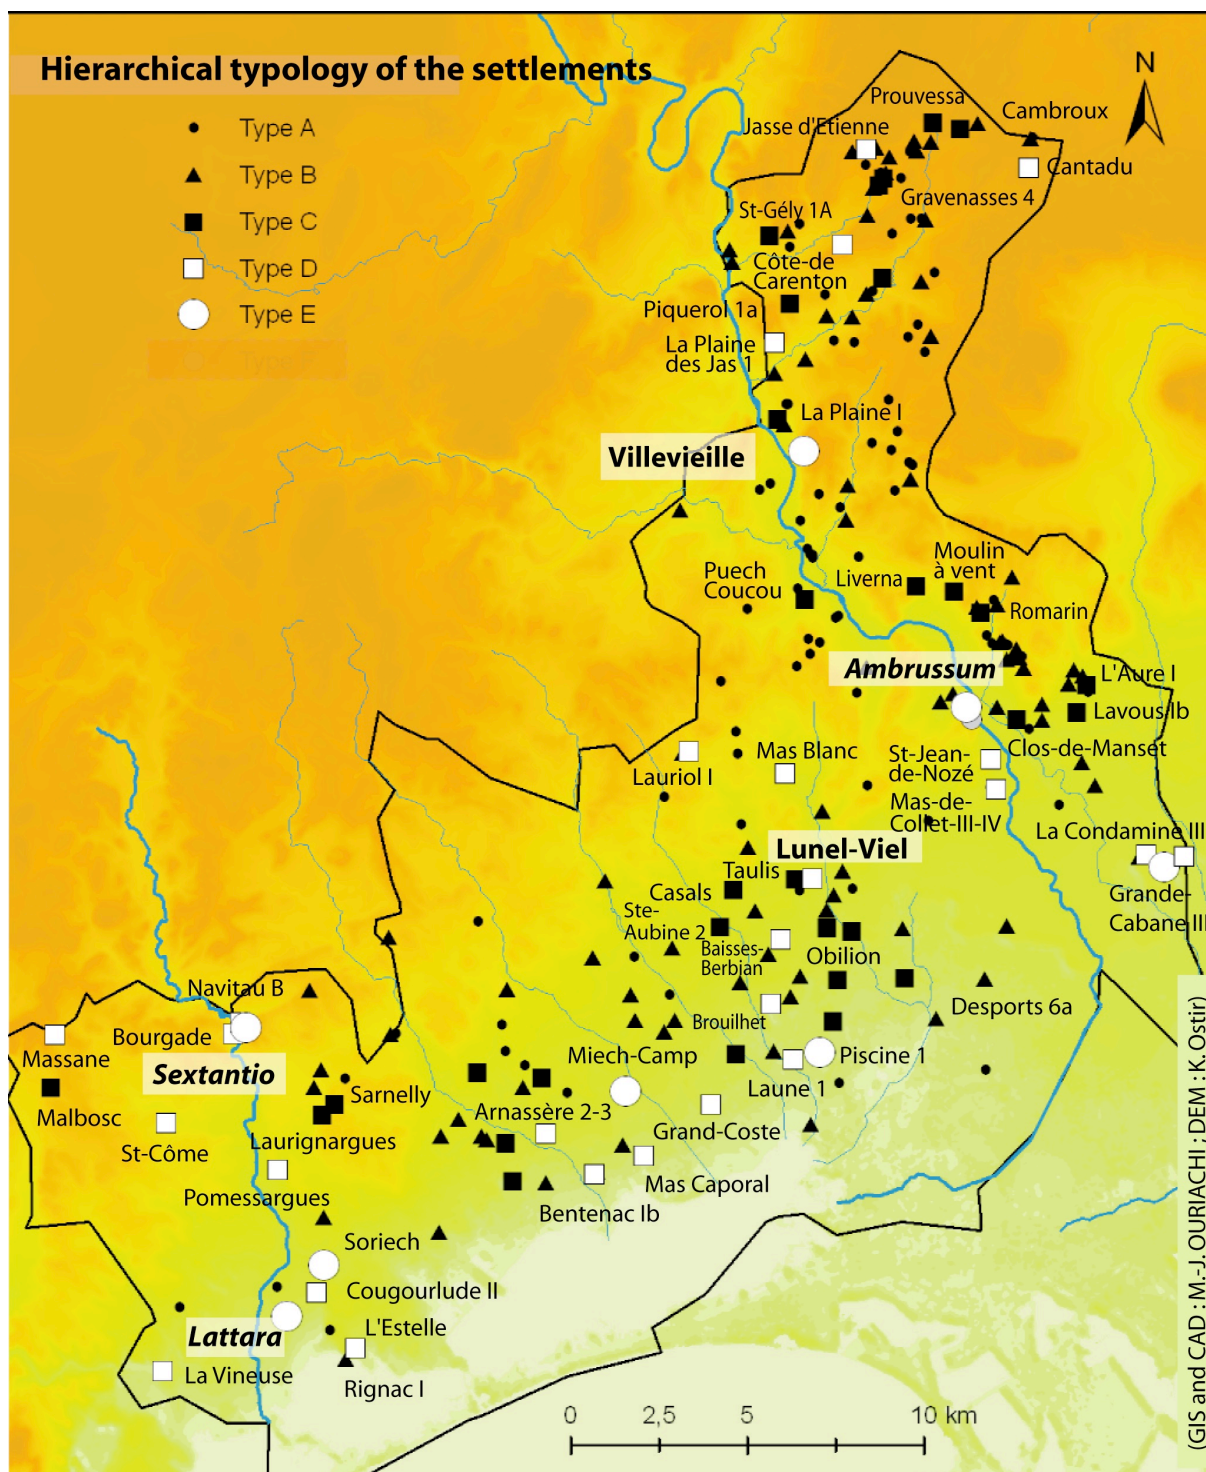 Hierarchical typology of the settlements
Type A
Type B
Type C
Type D
Type E
Type F
N
Prouvessa
Cambroux
Jasse d'Etienne
Cantadu
Gravenasses 4
St-Gély 1A
Côte-de
Carenton
Piquerol 1a
La Plaine
des Jas 1
La Plaine I
Villevieille
Moulin
à vent
Puech
Coucou
Liverna
Romarin
Ambrussum
L'Aure I
Lavous Ib
Clos-de-Manset
St-Jean-
de-Nozé
Mas Blanc
Lauriol I
Mas-de-
Collet-III-IV
La Condamine III
Lunel-Viel
Taulis
Casals
Grande-
Cabane III
Ste-
Aubine 2
Baisses-
Berbian
Obilion
Desports 6a
Navitau B
Bourgade
Massane
Brouilhet
Miech-Camp
Piscine 1
Sextantio
Laune 1
Malbosc
Sarnelly
Arnassère 2-3
Laurignargues
Grand-Coste
St-Côme
Mas Caporal
Pomessargues
Bentenac Ib
Soriech
Cougourlude II
Lattara
L'Estelle
La Vineuse
Rignac I
0 2,5 5 10 km
(GIS and CAD : M.-J. OURIACHI ; DEM : K. Ostir)